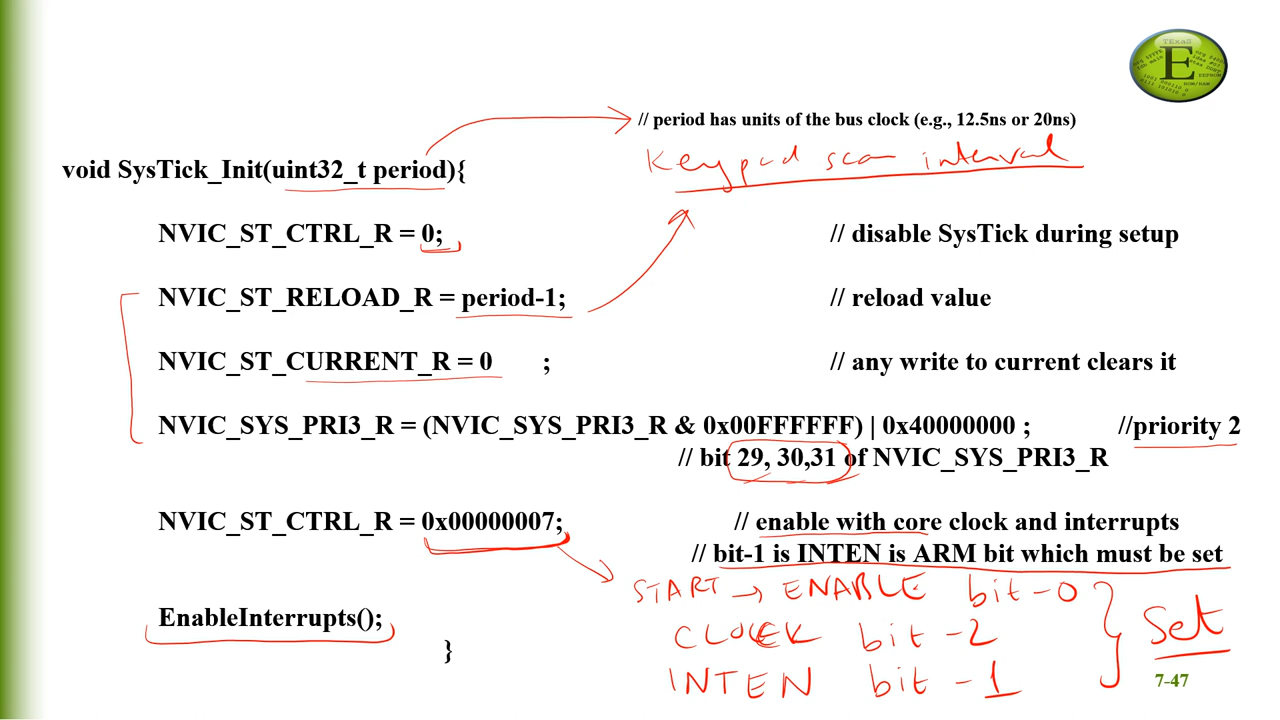 TExaS
E
// period has units of the bus clock (e.g., 12.5ns or 20ns)
Keypad scan interval
void SysTick_Init(uint32_t period){
NVIC_ST_CTRL_R = 0; // disable SysTick during setup
NVIC_ST_RELOAD_R = period-1; // reload value
NVIC_ST_CURRENT_R = 0 ; // any write to current clears it
NVIC_SYS_PRI3_R = (NVIC_SYS_PRI3_R & 0x00FFFFFF) | 0x40000000 ; //priority 2
// bit 29, 30,31 of NVIC_SYS_PRI3_R
NVIC_ST_CTRL_R = 0x00000007; // enable with core clock and interrupts
// bit-1 is INTEN is ARM bit which must be set
START → ENABLE bit-0
EnableInterrupts();
CLOCK bit-2
Set
}
INTEN bit-1
7-47